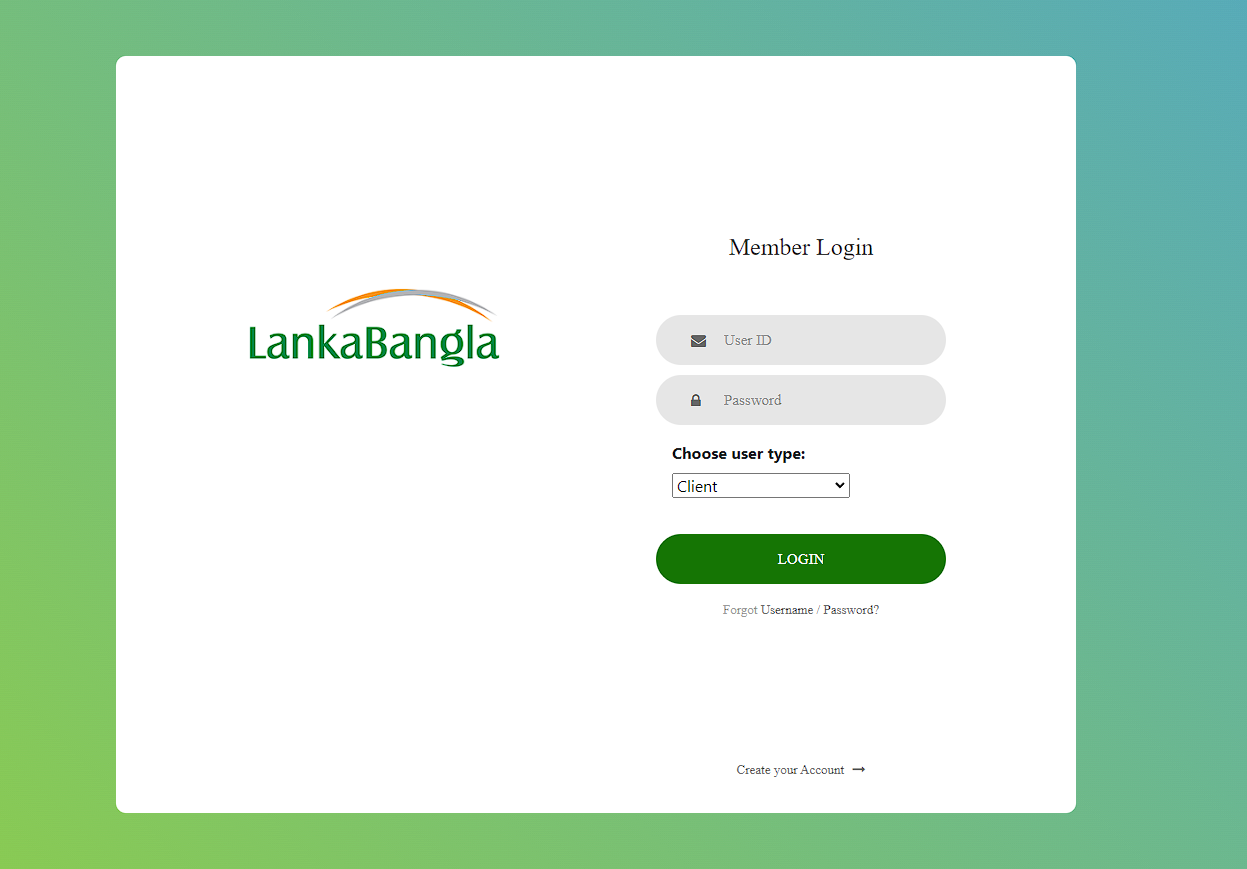 LankaBangla
Member Login
User ID
Password
Choose user type:
Client
LOGIN
Forgot Username / Password?
Create your Account